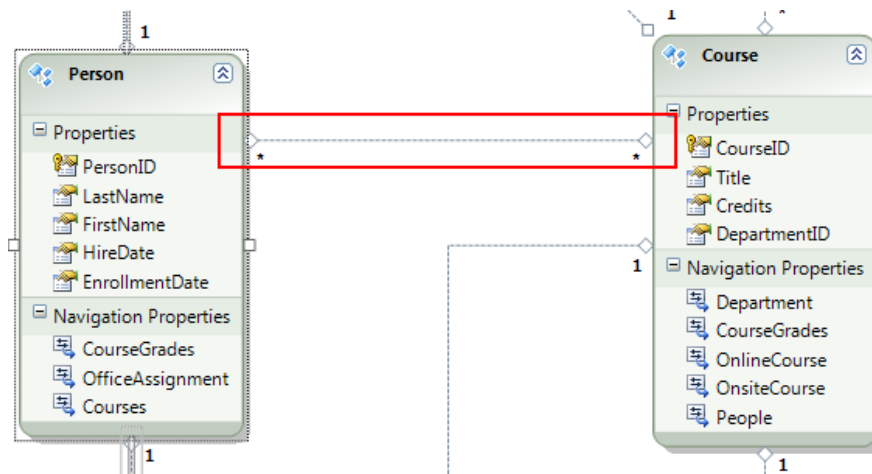 1
Person
Properties
PersonID
LastName
FirstName
HireDate
EnrollmentDate
Navigation Properties
CourseGrades
OfficeAssignment
Courses
1
*
*
1
*
Course
Properties
CourseID
Title
Credits
DepartmentID
1
Navigation Properties
Department
CourseGrades
OnlineCourse
OnsiteCourse
People
1